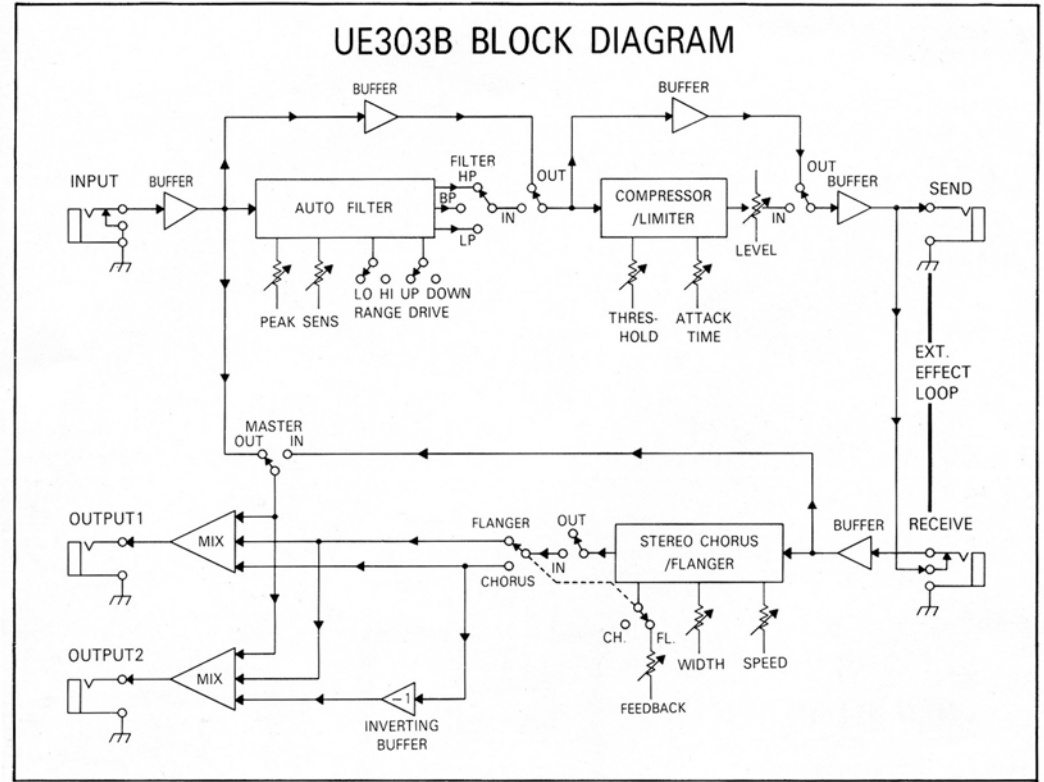 UE303B BLOCK DIAGRAM
BUFFER
BUFFER
INPUT
BUFFER
AUTO FILTER
FILTER
HP
BP
LP
IN
OUT
COMPRESSOR
/LIMITER
LEVEL
IN
OUT
BUFFER
SEND
PEAK SENS
LO HI UP DOWN
RANGE DRIVE
THRES-
HOLD
ATTACK
TIME
EXT.
EFFECT
LOOP
MASTER
OUT IN
OUTPUT1
MIX
FLANGER
CHORUS
OUT
IN
STEREO CHORUS
/FLANGER
BUFFER
RECEIVE
CH. FL.
WIDTH
SPEED
FEEDBACK
OUTPUT2
MIX
-1
INVERTING
BUFFER